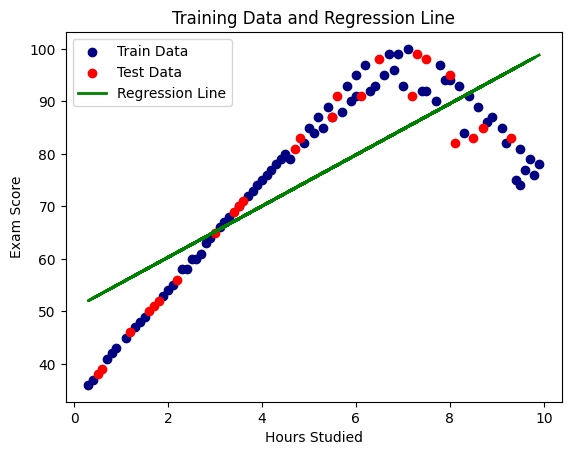 Training Data and Regression Line
Train Data
Test Data
Regression Line
100
90
80
70
60
50
40
Exam Score
0 2 4 6 8 10
Hours Studied